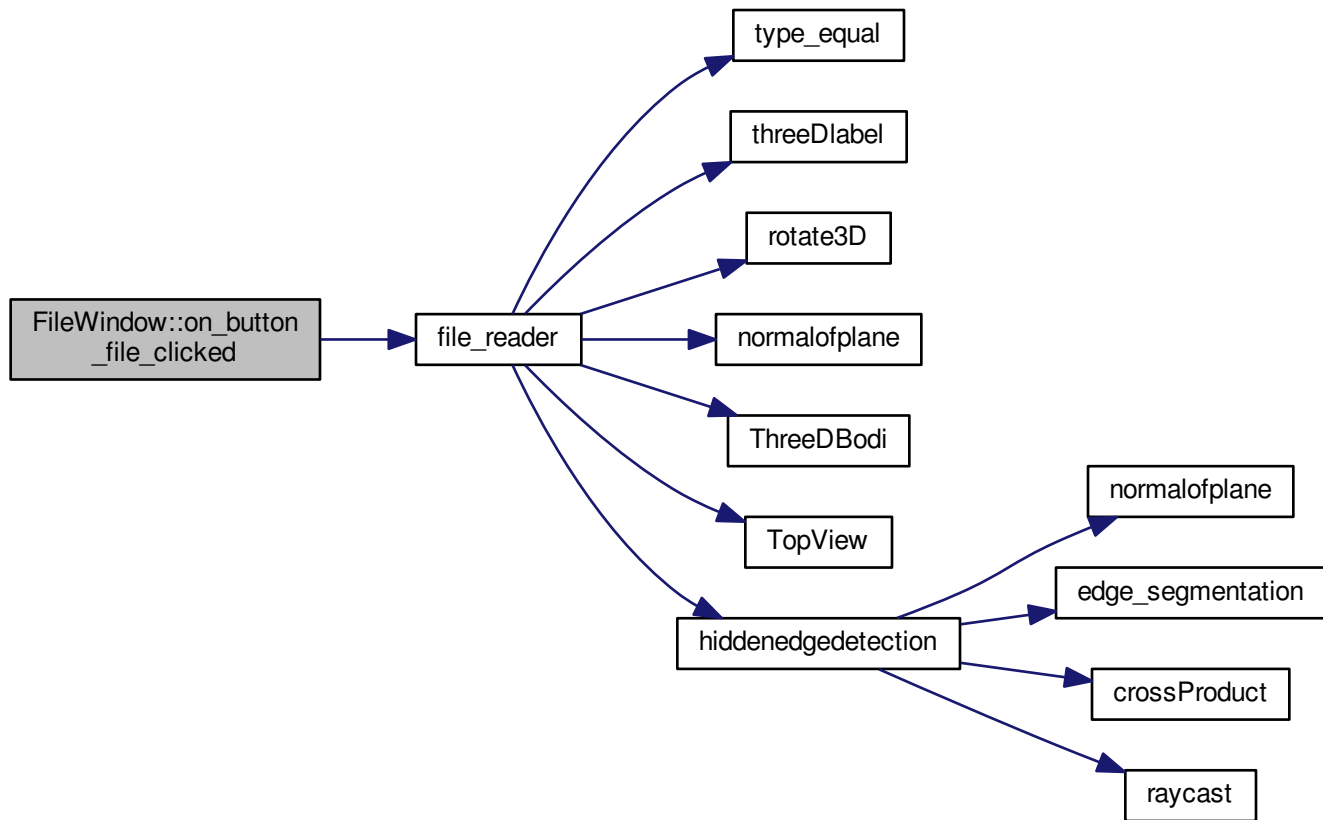 type_equal
threeDlabel
rotate3D
FileWindow::on_button
_file_clicked
file_reader
normalofplane
ThreeDBodi
normalofplane
TopView
edge_segmentation
hiddenedgedetection
crossProduct
raycast